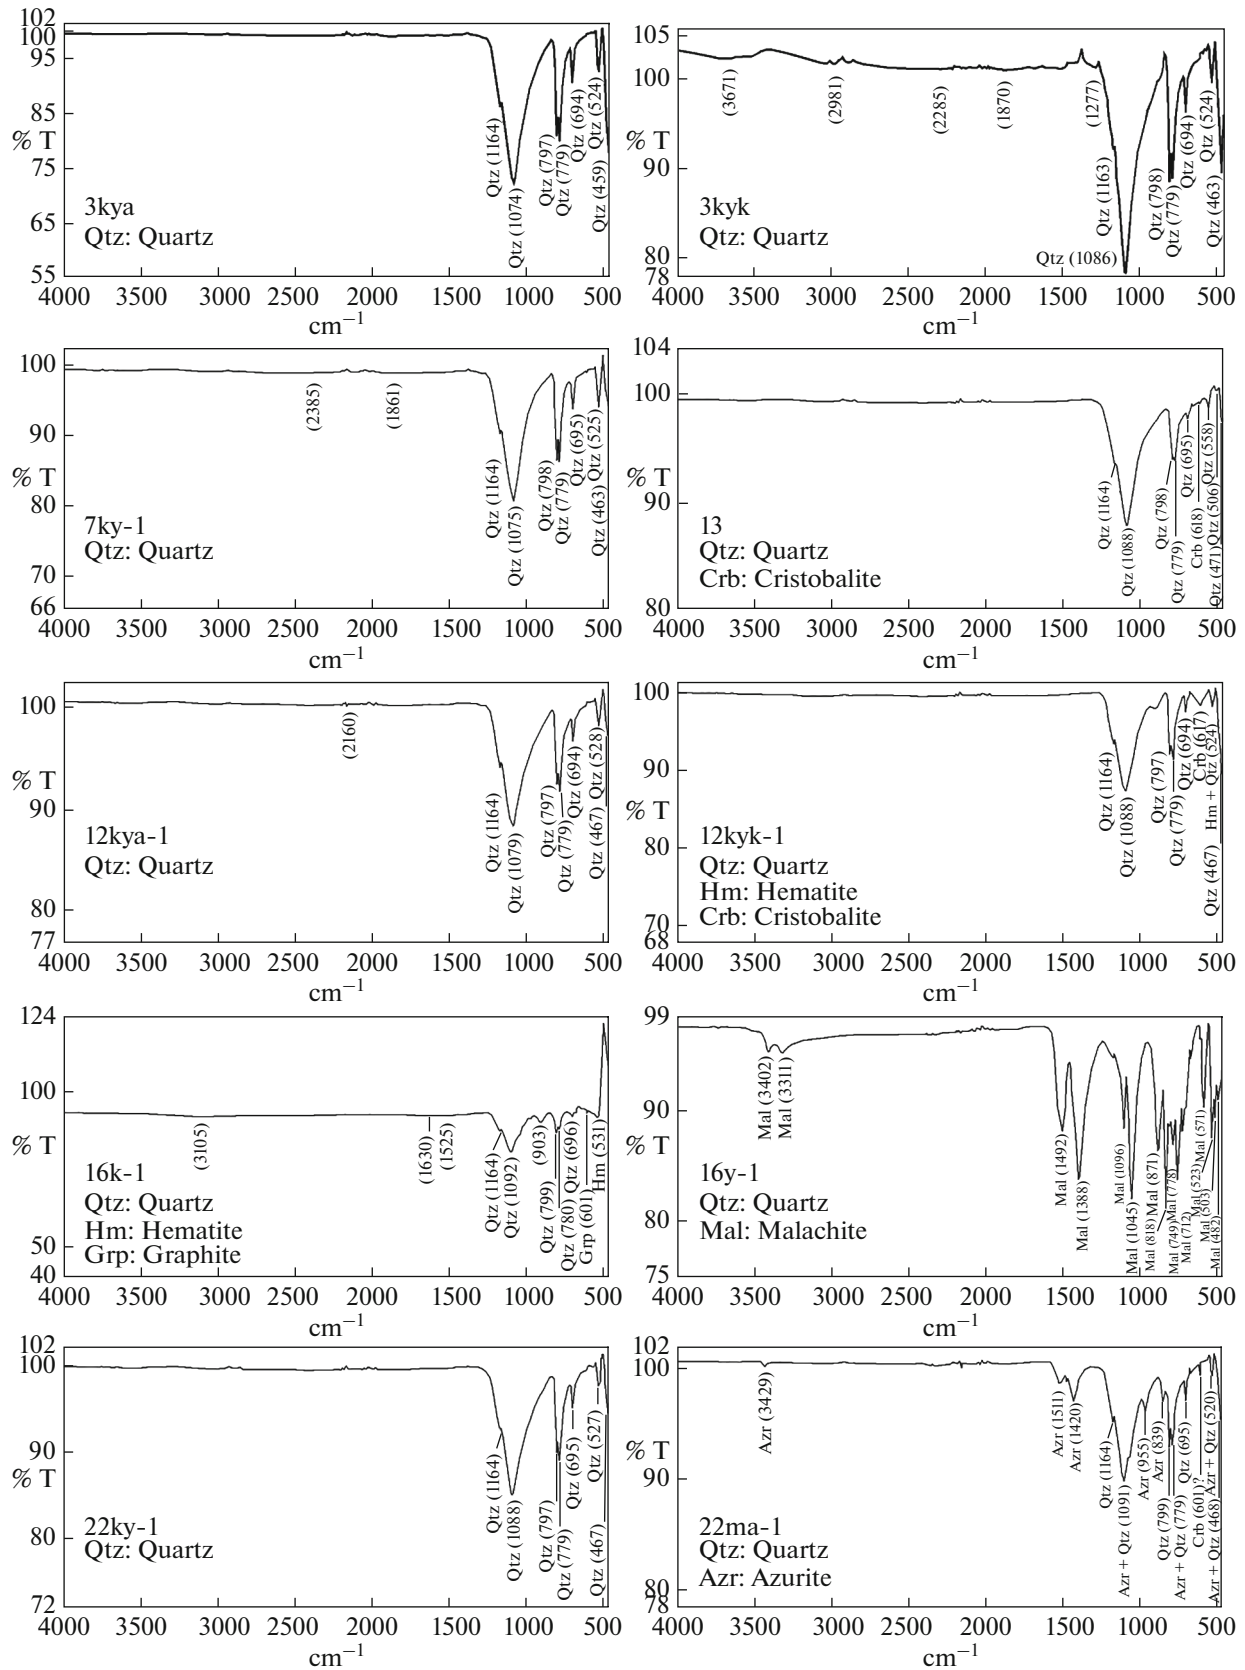 102
100
95
85
% T
75
65
55
Qtz (1164)
Qtz (1074)
Qtz (797)
Qtz (779)
Qtz (694)
Qtz (524)
Qtz (459)
3kya
Qtz: Quartz
4000 3000 2500 2000 1500 1000 500
cm−1
105
100
% T
90
80
78
(3671)
(2981)
(2285)
(1870)
(1277)
Qtz (1163)
Qtz (1086)
Qtz (798)
Qtz (779)
Qtz (694)
Qtz (524)
Qtz (463)
3kyk
Qtz: Quartz
4000 3000 2500 2000 1500 1000 500
cm−1
100
90
% T
80
70
66
(2385)
(1861)
Qtz (1164)
Qtz (1075)
Qtz (798)
Qtz (779)
Qtz (695)
Qtz (525)
Qtz (463)
7ky-1
Qtz: Quartz
4000 3000 2500 2000 1500 1000 500
cm−1
104
100
% T
90
80
Qtz (1164)
Qtz (1088)
Qtz (798)
Qtz (779)
Qtz (695)
Crb (618)
Qtz (558)
Qtz (506)
Qtz (471)
13
Qtz: Quartz
Crb: Cristobalite
4000 3000 2500 2000 1500 1000 500
cm−1
100
% T
90
80
77
(2160)
Qtz (1164)
Qtz (1079)
Qtz (797)
Qtz (779)
Qtz (694)
Qtz (528)
Qtz (467)
12kya-1
Qtz: Quartz
4000 3000 2500 2000 1500 1000 500
cm−1
100
90
% T
80
70
68
Qtz (1164)
Qtz (1088)
Qtz (797)
Qtz (779)
Qtz (694)
Crb (617)
Hm + Qtz (524)
Qtz (467)
12kyk-1
Qtz: Quartz
Hm: Hematite
Crb: Cristobalite
4000 3000 2500 2000 1500 1000 500
cm−1
124
100
% T
50
40
(3105)
(1630)
(1525)
Qtz (1164)
Qtz (1092)
(903)
Qtz (799)
Qtz (780)
Qtz (696)
Grp (601)
Hm (531)
16k-1
Qtz: Quartz
Hm: Hematite
Grp: Graphite
4000 3000 2500 2000 1500 1000 500
cm−1
99
90
% T
80
75
Mal (3402)
Mal (3311)
Mal (1492)
Mal (1388)
Mal (1096)
Mal (1045)
Mal (871)
Mal (818)
Mal (778)
Mal (749)
Mal (712)
Mal (571)
Mal (523)
Mal (503)
Mal (482)
16y-1
Qtz: Quartz
Mal: Malachite
4000 3000 2500 2000 1500 1000 500
cm−1
102
100
90
% T
80
72
Qtz (1164)
Qtz (1088)
Qtz (797)
Qtz (779)
Qtz (695)
Qtz (527)
Qtz (467)
22ky-1
Qtz: Quartz
4000 3000 2500 2000 1500 1000 500
cm−1
102
100
% T
90
80
78
Azr (3429)
Azr (1511)
Azr (1420)
Qtz (1164)
Azr + Qtz (1091)
Azr (955)
Azr (839)
Qtz (799)
Azr + Qtz (779)
Qtz (695)
Crb (601)?
Azr + Qtz (520)
Azr + Qtz (468)
22ma-1
Qtz: Quartz
Azr: Azurite
4000 3000 2500 2000 1500 1000 500
cm−1